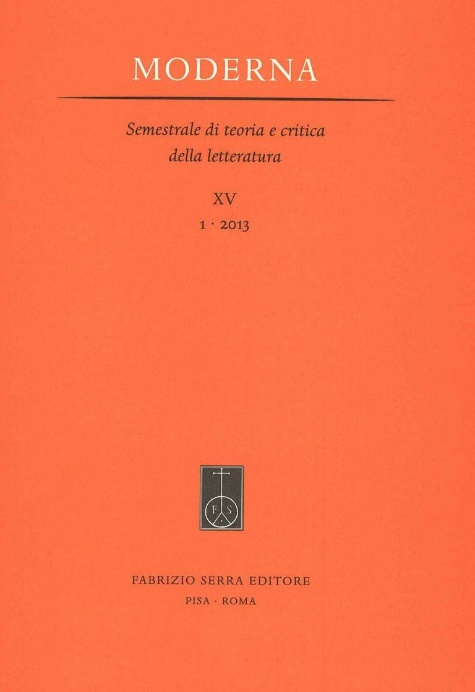 MODERNA
Semestrale di teoria e critica
della letteratura
XV
1 · 2013
F S
FABRIZIO SERRA EDITORE
PISA · ROMA